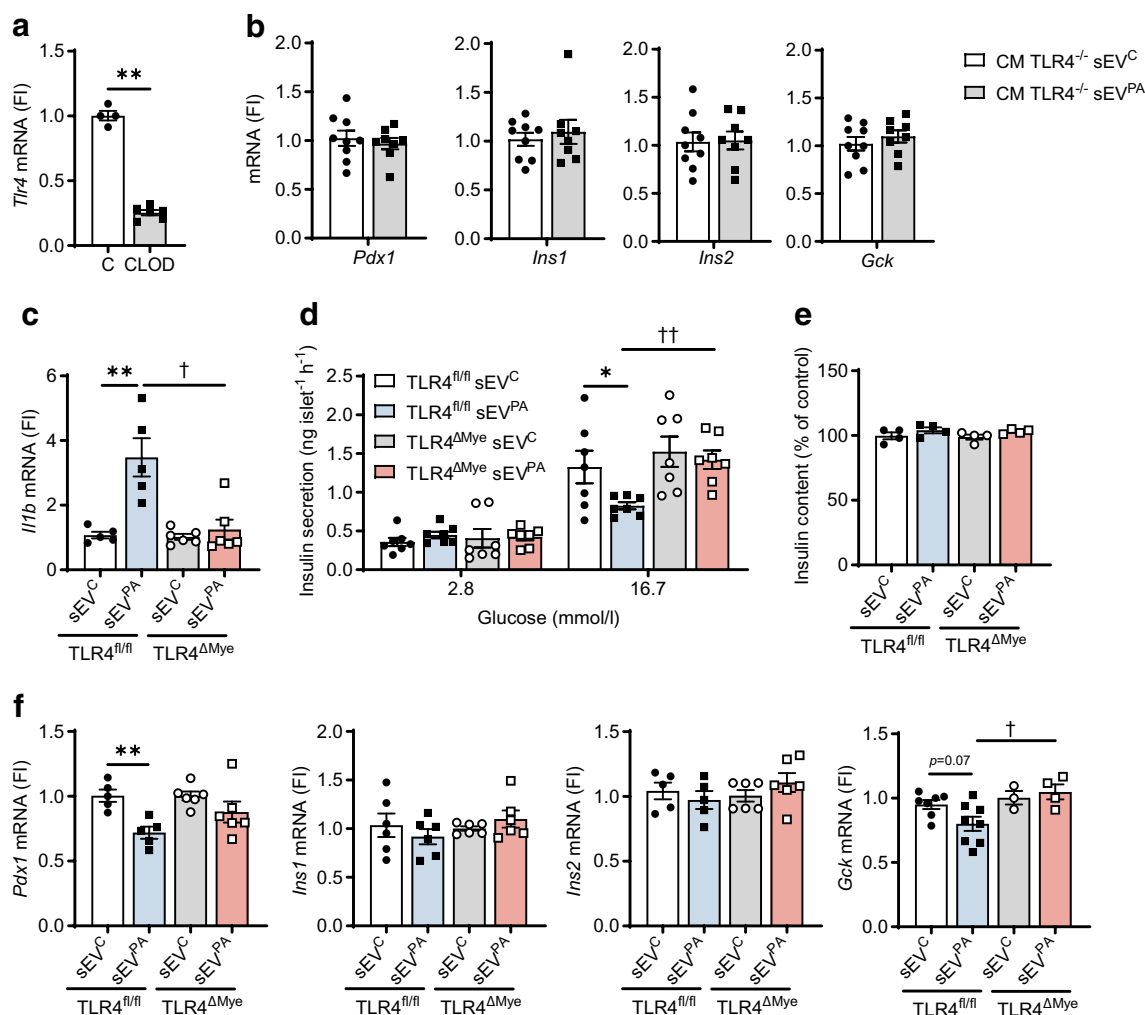 a
Tlr4 mRNA (FI)
1.5
1.0
0.5
0.0
**
C CLOD
b
mRNA (FI)
2.0
1.5
1.0
0.5
0.0
Pdx1
2.0
1.5
1.0
0.5
0.0
Ins1
2.0
1.5
1.0
0.5
0.0
Ins2
2.0
1.5
1.0
0.5
0.0
Gck
CM TLR4-/- sEVC
CM TLR4-/- sEVPA
c
Il1b mRNA (FI)
6
4
2
0
** †
sEVC sEVPA sEVC sEVPA
TLR4fl/fl TLR4ΔMye
d
Insulin secretion (ng islet-1 h-1)
2.5
2.0
1.5
1.0
0.5
0.0
TLR4fl/fl sEVC
TLR4fl/fl sEVPA
TLR4ΔMye sEVC
TLR4ΔMye sEVPA
††
*
2.8 16.7
Glucose (mmol/l)
e
Insulin content (% of control)
150
100
50
0
sEVC sEVPA sEVC sEVPA
TLR4fl/fl TLR4ΔMye
f
Pdx1 mRNA (FI)
1.5
1.0
0.5
0.0
**
sEVC sEVPA sEVC sEVPA
TLR4fl/fl TLR4ΔMye
Ins1 mRNA (FI)
2.0
1.5
1.0
0.5
0.0
sEVC sEVPA sEVC sEVPA
TLR4fl/fl TLR4ΔMye
Ins2 mRNA (FI)
1.5
1.0
0.5
0.0
sEVC sEVPA sEVC sEVPA
TLR4fl/fl TLR4ΔMye
Gck mRNA (FI)
1.5
1.0
0.5
0.0
†
p=0.07
sEVC sEVPA sEVC sEVPA
TLR4fl/fl TLR4ΔMye